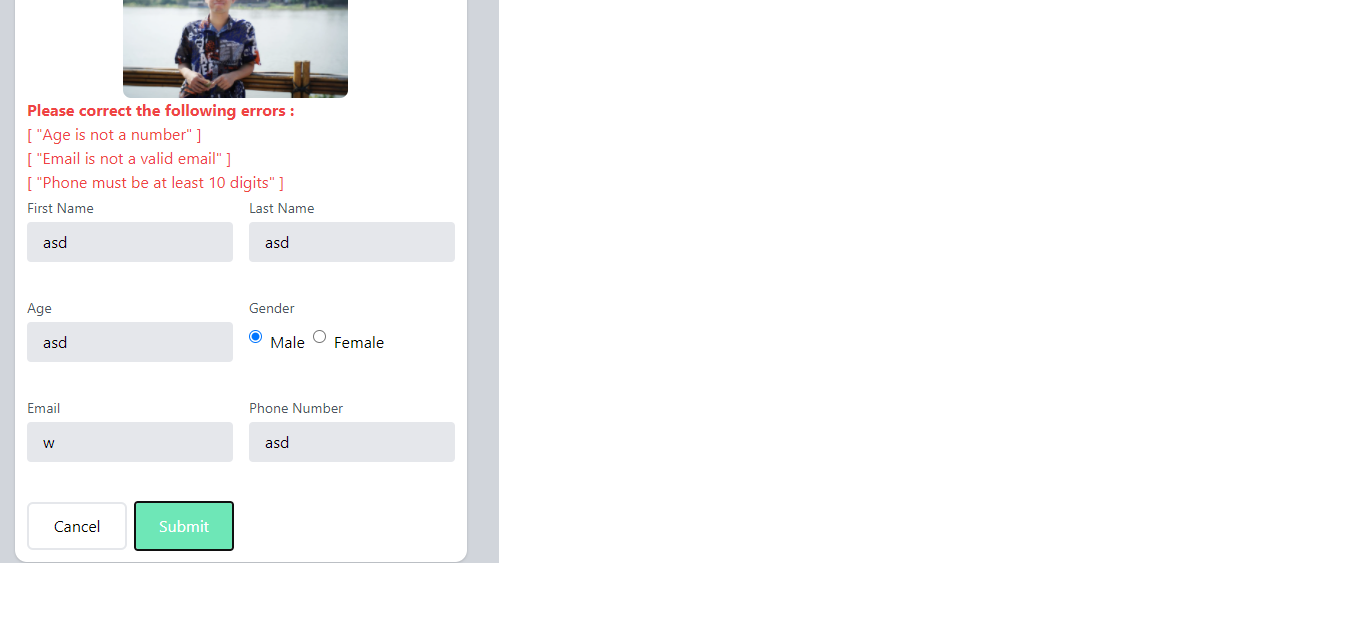 Please correct the following errors :
[ "Age is not a number" ]
[ "Email is not a valid email" ]
[ "Phone must be at least 10 digits" ]
First Name Last Name
asd asd
Age Gender
asd Male Female
Email Phone Number
w asd
Cancel Submit